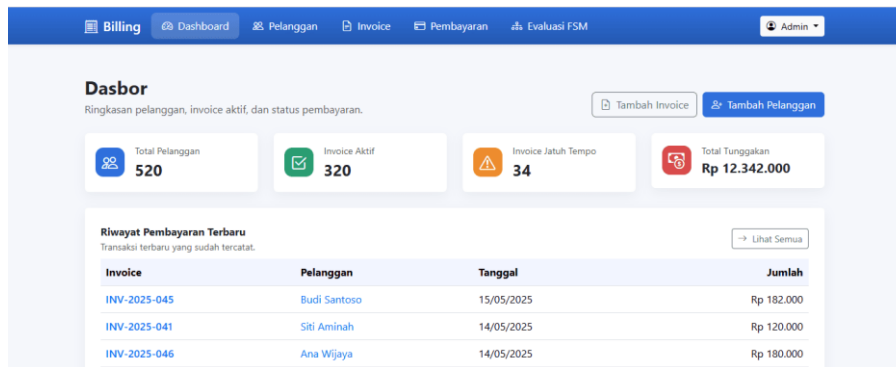 Billing Dashboard Pelanggan Invoice Pembayaran Evaluasi FSM Admin
Dasbor
Ringkasan pelanggan, invoice aktif, dan status pembayaran.
Tambah Invoice Tambah Pelanggan
Total Pelanggan
520
Invoice Aktif
320
Invoice Jatuh Tempo
34
Total Tunggakan
Rp 12.342.000
Riwayat Pembayaran Terbaru
Transaksi terbaru yang sudah tercatat.
→ Lihat Semua
Invoice Pelanggan Tanggal Jumlah
INV-2025-045 Budi Santoso 15/05/2025 Rp 182.000
INV-2025-041 Siti Aminah 14/05/2025 Rp 120.000
INV-2025-046 Ana Wijaya 14/05/2025 Rp 180.000